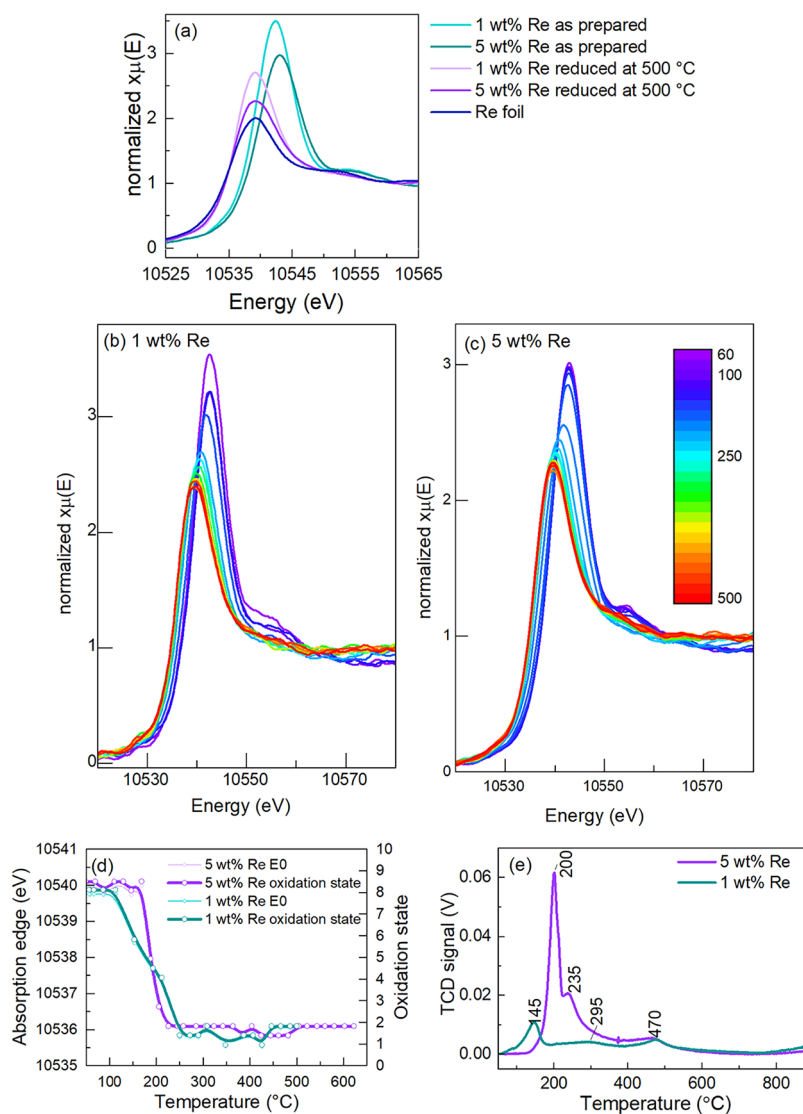 (a)
1 wt% Re as prepared
5 wt% Re as prepared
1 wt% Re reduced at 500 °C
5 wt% Re reduced at 500 °C
Re foil
normalized xμ(E)
3
2
1
0
10525 10535 10545 10555 10565
Energy (eV)
(b) 1 wt% Re
normalized xμ(E)
3
2
1
0
10530 10550 10570
Energy (eV)
(c) 5 wt% Re
60
100
250
500
normalized xμ(E)
3
2
1
0
10530 10550 10570
Energy (eV)
(d)
5 wt% Re E0
5 wt% Re oxidation state
1 wt% Re E0
1 wt% Re oxidation state
Absorption edge (eV)
10541
10540
10539
10538
10537
10536
10535
Oxidation state
10
9
8
7
6
5
4
3
2
1
0
100 200 300 400 500 600
Temperature (°C)
(e)
5 wt% Re
1 wt% Re
TCD signal (V)
0.06
0.04
0.02
0.00
200
235
145
295
470
200 400 600 800
Temperature (°C)